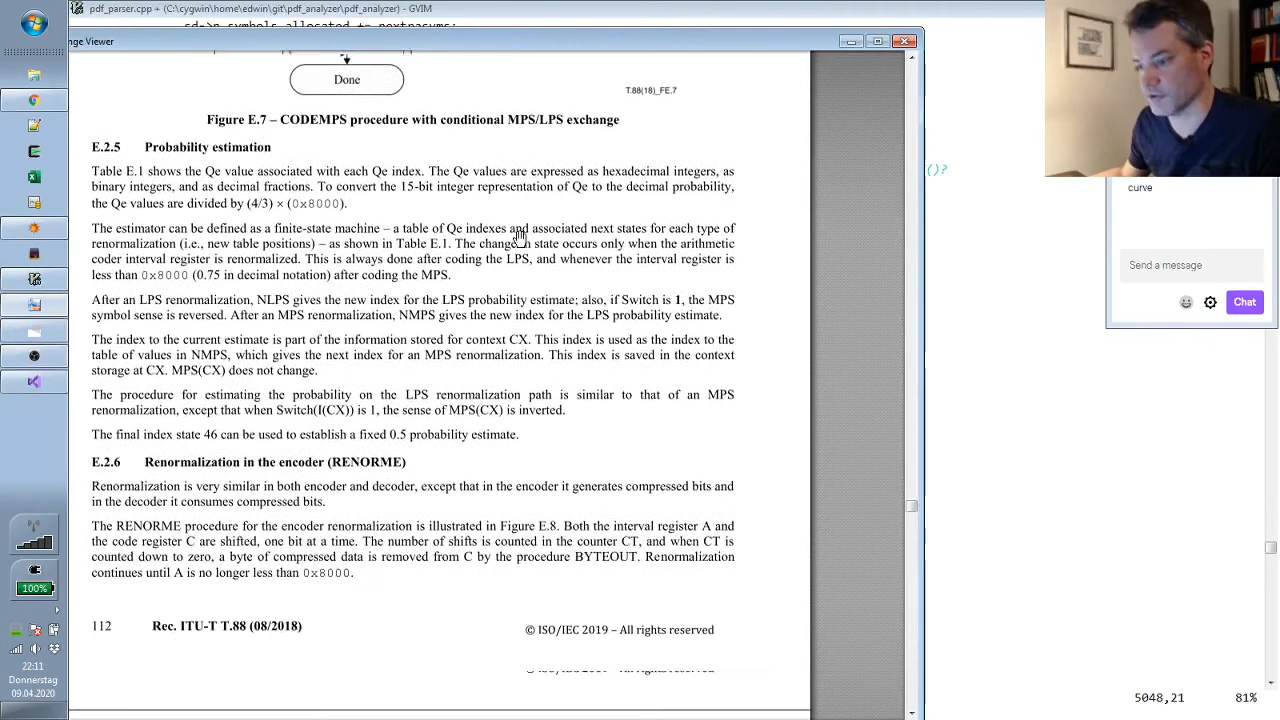 pdf_parser.cpp + (C:\cygwin\home\edwin\git\pdf_analyzer\pdf_analyzer) - GVIM
sd->n_symbols_allocated += nextnasyms;
nge Viewer
Done
T.88(18)_FE.7
Figure E.7 – CODEMPS procedure with conditional MPS/LPS exchange
E.2.5 Probability estimation
Table E.1 shows the Qe value associated with each Qe index. The Qe values are expressed as hexadecimal integers, as
binary integers, and as decimal fractions. To convert the 15-bit integer representation of Qe to the decimal probability,
the Qe values are divided by (4/3) × (0x8000).
The estimator can be defined as a finite-state machine – a table of Qe indexes and associated next states for each type of
renormalization (i.e., new table positions) – as shown in Table E.1. The change in state occurs only when the arithmetic
coder interval register is renormalized. This is always done after coding the LPS, and whenever the interval register is
less than 0x8000 (0.75 in decimal notation) after coding the MPS.
After an LPS renormalization, NLPS gives the new index for the LPS probability estimate; also, if Switch is 1, the MPS
symbol sense is reversed. After an MPS renormalization, NMPS gives the new index for the LPS probability estimate.
The index to the current estimate is part of the information stored for context CX. This index is used as the index to the
table of values in NMPS, which gives the next index for an MPS renormalization. This index is saved in the context
storage at CX. MPS(CX) does not change.
The procedure for estimating the probability on the LPS renormalization path is similar to that of an MPS
renormalization, except that when Switch(I(CX)) is 1, the sense of MPS(CX) is inverted.
The final index state 46 can be used to establish a fixed 0.5 probability estimate.
E.2.6 Renormalization in the encoder (RENORME)
Renormalization is very similar in both encoder and decoder, except that in the encoder it generates compressed bits and
in the decoder it consumes compressed bits.
The RENORME procedure for the encoder renormalization is illustrated in Figure E.8. Both the interval register A and
the code register C are shifted, one bit at a time. The number of shifts is counted in the counter CT, and when CT is
counted down to zero, a byte of compressed data is removed from C by the procedure BYTEOUT. Renormalization
continues until A is no longer less than 0x8000.
112 Rec. ITU-T T.88 (08/2018)
© ISO/IEC 2019 – All rights reserved
()?
curve
Send a message
Chat
100%
22:11
Donnerstag
09.04.2020
5048,21 81%